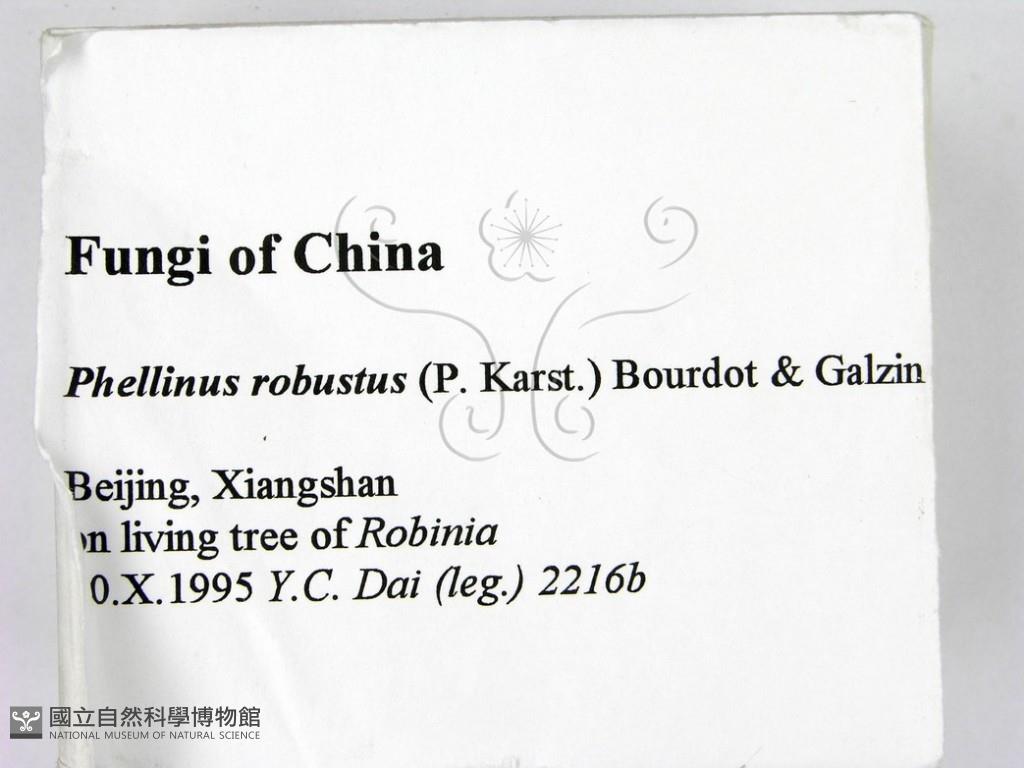 Fungi of China
Phellinus robustus (P. Karst.) Bourdot & Galzin
Beijing, Xiangshan
on living tree of Robinia
0.X.1995 Y.C. Dai (leg.) 2216b
國立自然科學博物館
NATIONAL MUSEUM OF NATURAL SCIENCE